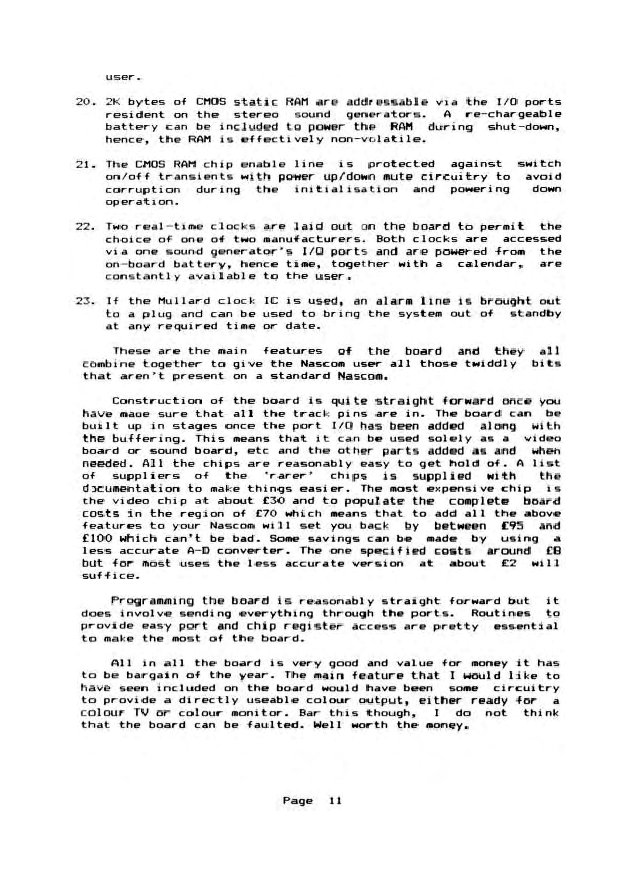 user.
20. 2K bytes of CMOS static RAM are addressable via the I/O ports
resident on the stereo sound generators. A re-chargeable
battery can be included to power the RAM during shut-down,
hence, the RAM is effectively non-volatile.
21. The CMOS RAM chip enable line is protected against switch
on/off transients with power up/down mute circuitry to avoid
corruption during the initialisation and powering down
operation.
22. Two real-time clocks are laid out on the board to permit the
choice of one of two manufacturers. Both clocks are accessed
via one sound generator's I/O ports and are powered from the
on-board battery, hence time, together with a calendar, are
constantly available to the user.
23. If the Mullard clock IC is used, an alarm line is brought out
to a plug and can be used to bring the system out of standby
at any required time or date.
These are the main features of the board and they all
combine together to give the Nascom user all those twiddly bits
that aren't present on a standard Nascom.
Construction of the board is quite straight forward once you
have maoe sure that all the track pins are in. The board can be
built up in stages once the port I/O has been added along with
the buffering. This means that it can be used solely as a video
board or sound board, etc and the other parts added as and when
needed. All the chips are reasonably easy to get hold of. A list
of suppliers of the 'rarer' chips is supplied with the
documentation to make things easier. The most expensive chip is
the video chip at about £30 and to populate the complete board
costs in the region of £70 which means that to add all the above
features to your Nascom will set you back by between £95 and
£100 which can't be bad. Some savings can be made by using a
less accurate A-D converter. The one specified costs around £8
but for most uses the less accurate version at about £2 will
suffice.
Programming the board is reasonably straight forward but it
does involve sending everything through the ports. Routines to
provide easy port and chip register access are pretty essential
to make the most of the board.
All in all the board is very good and value for money it has
to be bargain of the year. The main feature that I would like to
have seen included on the board would have been some circuitry
to provide a directly useable colour output, either ready for a
colour TV or colour monitor. Bar this though, I do not think
that the board can be faulted. Well worth the money.
Page 11